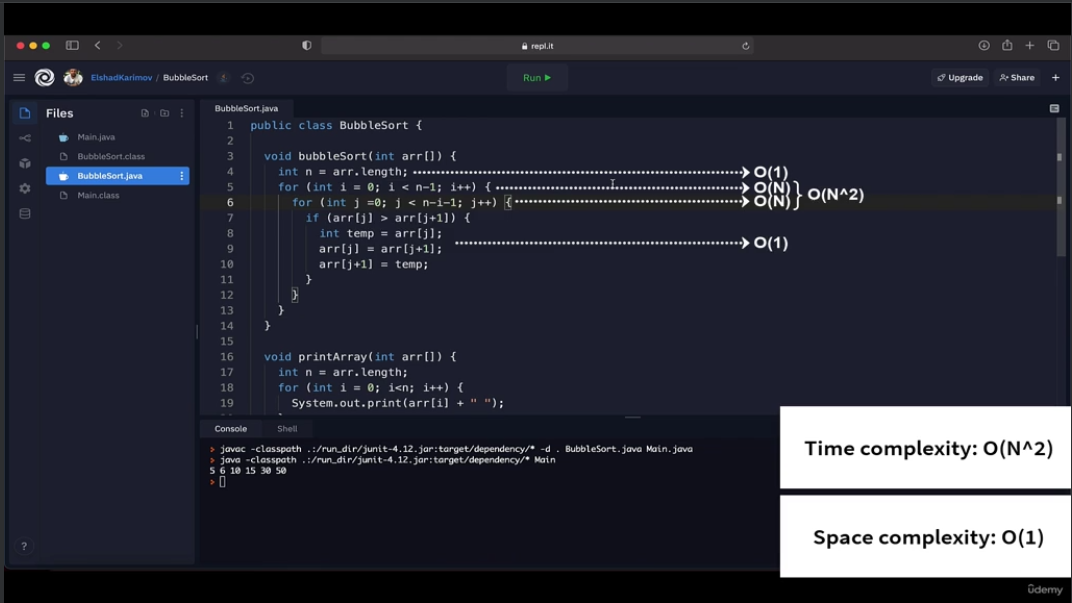 repl.it
ElshadKarimov / BubbleSort
Run
Upgrade
Share
Files
Main.java
BubbleSort.class
BubbleSort.java
Main.class
BubbleSort.java
1 public class BubbleSort {
2
3 void bubbleSort(int arr[]) {
4 int n = arr.length; O(1)
5 for (int i = 0; i < n-1; i++) { O(N)
6 for (int j =0; j < n-i-1; j++) { O(N)
O(N^2)
7 if (arr[j] > arr[j+1]) {
8 int temp = arr[j];
9 arr[j] = arr[j+1]; O(1)
10 arr[j+1] = temp;
11 }
12 }
13 }
14 }
15
16 void printArray(int arr[]) {
17 int n = arr.length;
18 for (int i = 0; i<n; i++) {
19 System.out.print(arr[i] + " ");
Console Shell
> javac -classpath .:/run_dir/junit-4.12.jar:target/dependency/* -d . BubbleSort.java Main.java
> java -classpath .:/run_dir/junit-4.12.jar:target/dependency/* Main
5 6 10 15 30 50
>
?
Time complexity: O(N^2)
Space complexity: O(1)
ûdemy